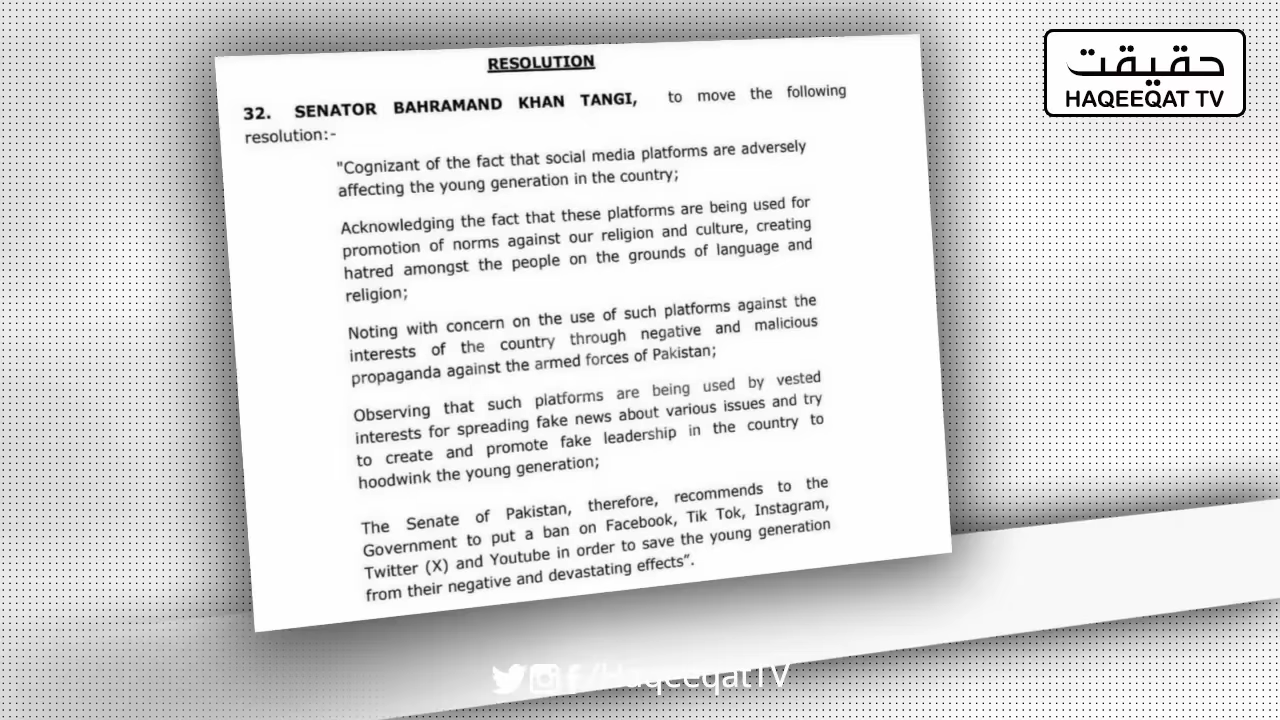 حقيقت
HAQEEQAT TV
RESOLUTION
32. SENATOR BAHRAMAND KHAN TANGI, to move the following
resolution:-
"Cognizant of the fact that social media platforms are adversely
affecting the young generation in the country;
Acknowledging the fact that these platforms are being used for
promotion of norms against our religion and culture, creating
hatred amongst the people on the grounds of language and
religion;
Noting with concern on the use of such platforms against the
interests of the country through negative and malicious
propaganda against the armed forces of Pakistan;
Observing that such platforms are being used by vested
interests for spreading fake news about various issues and try
to create and promote fake leadership in the country to
hoodwink the young generation;
The Senate of Pakistan, therefore, recommends to the
Government to put a ban on Facebook, Tik Tok, Instagram,
Twitter (X) and Youtube in order to save the young generation
from their negative and devastating effects".
/HaqeeqatTV